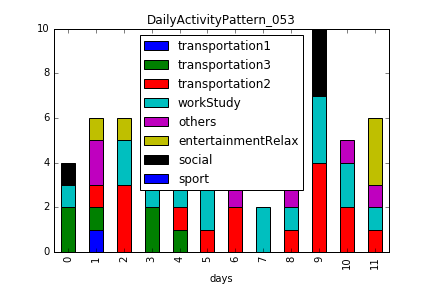 DailyActivityPattern_053
10
8
6
4
2
0
transportation1
transportation3
transportation2
workStudy
others
entertainmentRelax
social
sport
0 1 2 3 4 5 6 7 8 9 10 11
days